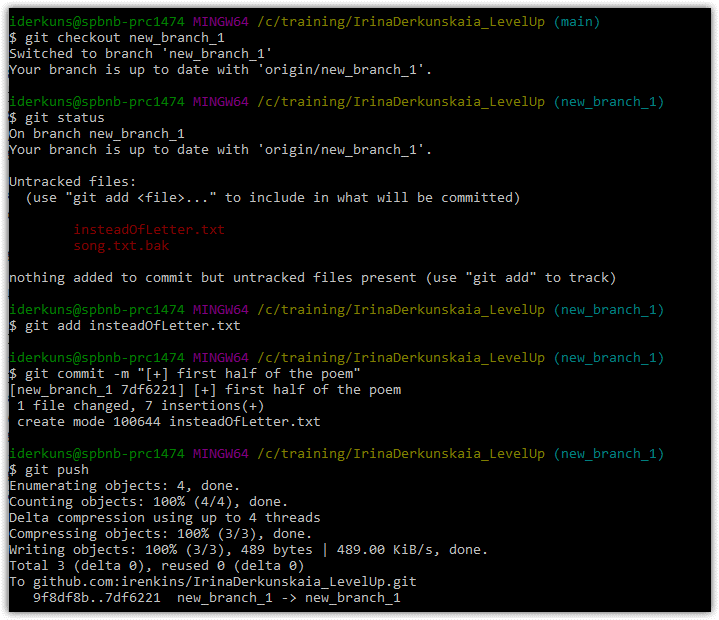 iderkuns@spbnb-prc1474 MINGW64 /c/training/IrinaDerkunskaia_LevelUp (main)
$ git checkout new_branch_1
Switched to branch 'new_branch_1'
Your branch is up to date with 'origin/new_branch_1'.
iderkuns@spbnb-prc1474 MINGW64 /c/training/IrinaDerkunskaia_LevelUp (new_branch_1)
$ git status
On branch new_branch_1
Your branch is up to date with 'origin/new_branch_1'.
Untracked files:
  (use "git add <file>..." to include in what will be committed)
        insteadOfLetter.txt
        song.txt.bak
nothing added to commit but untracked files present (use "git add" to track)
iderkuns@spbnb-prc1474 MINGW64 /c/training/IrinaDerkunskaia_LevelUp (new_branch_1)
$ git add insteadOfLetter.txt
iderkuns@spbnb-prc1474 MINGW64 /c/training/IrinaDerkunskaia_LevelUp (new_branch_1)
$ git commit -m "[+] first half of the poem"
[new_branch_1 7df6221] [+] first half of the poem
 1 file changed, 7 insertions(+)
 create mode 100644 insteadOfLetter.txt
iderkuns@spbnb-prc1474 MINGW64 /c/training/IrinaDerkunskaia_LevelUp (new_branch_1)
$ git push
Enumerating objects: 4, done.
Counting objects: 100% (4/4), done.
Delta compression using up to 4 threads
Compressing objects: 100% (3/3), done.
Writing objects: 100% (3/3), 489 bytes | 489.00 KiB/s, done.
Total 3 (delta 0), reused 0 (delta 0)
To github.com:irenkins/IrinaDerkunskaia_LevelUp.git
   9f8df8b..7df6221  new_branch_1 -> new_branch_1